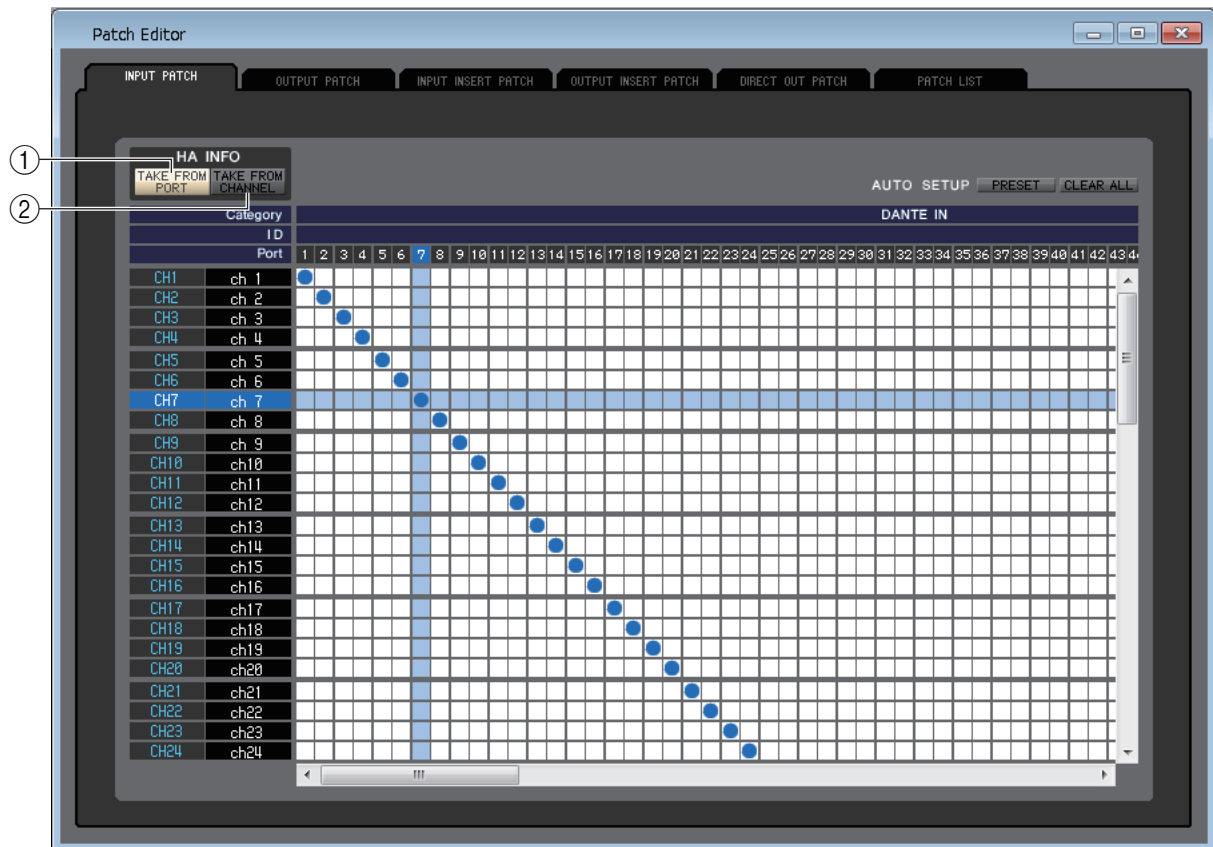 Patch Editor
INPUT PATCH OUTPUT PATCH INPUT INSERT PATCH OUTPUT INSERT PATCH DIRECT OUT PATCH PATCH LIST
1
HA INFO
TAKE FROM PORT TAKE FROM CHANNEL
2
AUTO SETUP PRESET CLEAR ALL
Category DANTE IN
ID
Port 1 2 3 4 5 6 7 8 9 10 11 12 13 14 15 16 17 18 19 20 21 22 23 24 25 26 27 28 29 30 31 32 33 34 35 36 37 38 39 40 41 42 43
CH1 ch 1
CH2 ch 2
CH3 ch 3
CH4 ch 4
CH5 ch 5
CH6 ch 6
CH7 ch 7
CH8 ch 8
CH9 ch 9
CH10 ch10
CH11 ch11
CH12 ch12
CH13 ch13
CH14 ch14
CH15 ch15
CH16 ch16
CH17 ch17
CH18 ch18
CH19 ch19
CH20 ch20
CH21 ch21
CH22 ch22
CH23 ch23
CH24 ch24